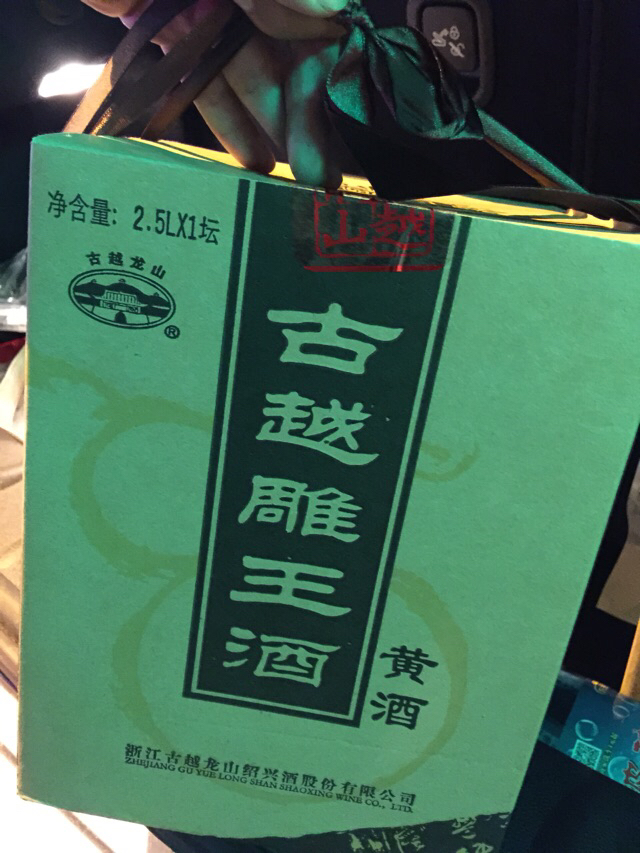 净含量: 2.5LX1坛
古越龙山
®
山越
古越雕王酒
黄酒
浙江古越龙山绍兴酒股份有限公司
ZHEJIANG GU YUE LONG SHAN SHAOXING WINE CO., LTD.